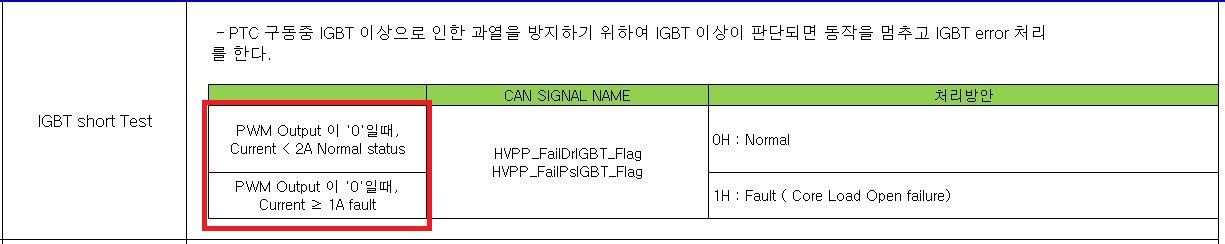 IGBT short Test
-PTC 구동중 IGBT 이상으로 인한 과열을 방지하기 위하여 IGBT 이상이 판단되면 동작을 멈추고 IGBT error 처리
를 한다.
CAN SIGNAL NAME
처리방안
PWM Output 이 '0'일때,
Current < 2A Normal status
HVPP_FailDrIGBT_Flag
HVPP_FailPsIGBT_Flag
0H : Normal
PWM Output 이 '0'일때,
Current ≥ 1A fault
1H : Fault ( Core Load Open failure)